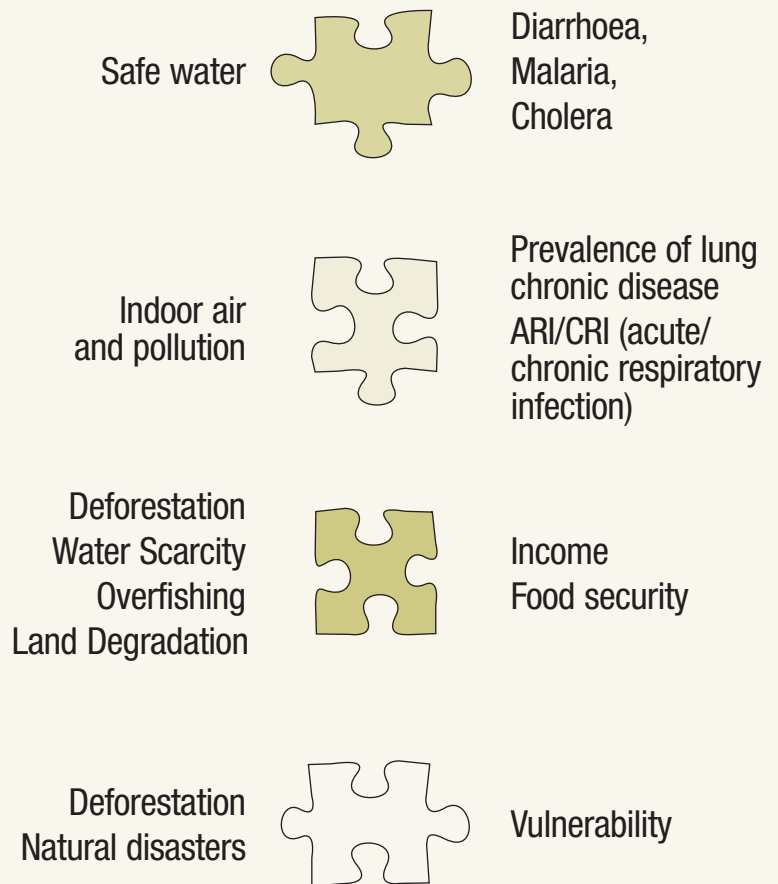 Safe water
Diarrhoea,
Malaria,
Cholera
Indoor air
and pollution
Prevalence of lung
chronic disease
ARI/CRI (acute/
chronic respiratory
infection)
Deforestation
Water Scarcity
Overfishing
Land Degradation
Income
Food security
Deforestation
Natural disasters
Vulnerability